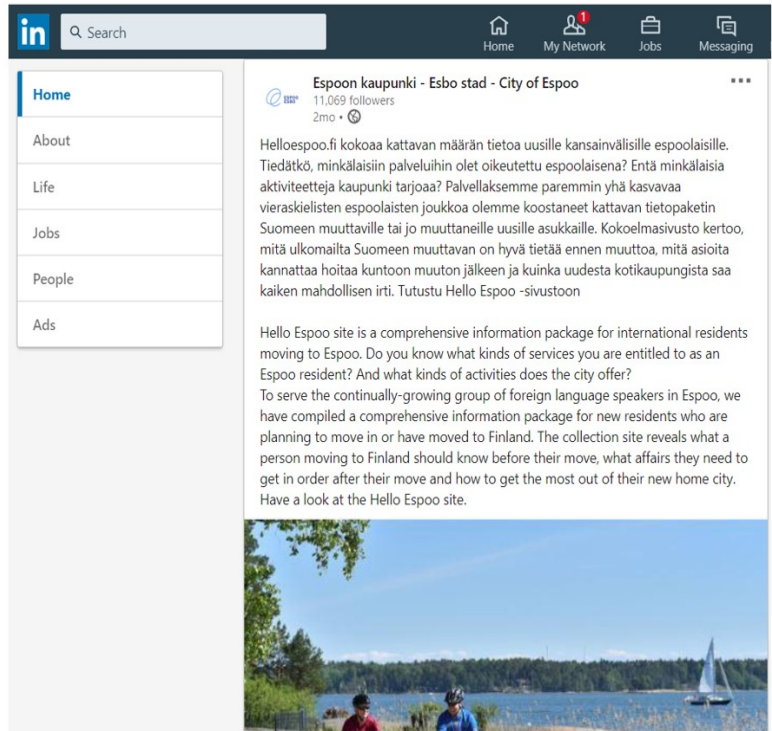 in
Search
Home
My Network
1
Jobs
Messaging
Home
About
Life
Jobs
People
Ads
ESPOO
ESBO
Espoon kaupunki - Esbo stad - City of Espoo
11,069 followers
2mo •
Helloespoo.fi kokoaa kattavan määrän tietoa uusille kansainvälisille espoolaisille.
Tiedätkö, minkälaisiin palveluihin olet oikeutettu espoolaisena? Entä minkälaisia
aktiviteetteja kaupunki tarjoaa? Palvellaksemme paremmin yhä kasvavaa
vieraskielisten espoolaisten joukkoa olemme koostaneet kattavan tietopaketin
Suomeen muuttaville tai jo muuttaneille uusille asukkaille. Kokoelmasivusto kertoo,
mitä ulkomailta Suomeen muuttavan on hyvä tietää ennen muuttoa, mitä asioita
kannattaa hoitaa kuntoon muuton jälkeen ja kuinka uudesta kotikaupungista saa
kaiken mahdollisen irti. Tutustu Hello Espoo -sivustoon
Hello Espoo site is a comprehensive information package for international residents
moving to Espoo. Do you know what kinds of services you are entitled to as an
Espoo resident? And what kinds of activities does the city offer?
To serve the continually-growing group of foreign language speakers in Espoo, we
have compiled a comprehensive information package for new residents who are
planning to move in or have moved to Finland. The collection site reveals what a
person moving to Finland should know before their move, what affairs they need to
get in order after their move and how to get the most out of their new home city.
Have a look at the Hello Espoo site.